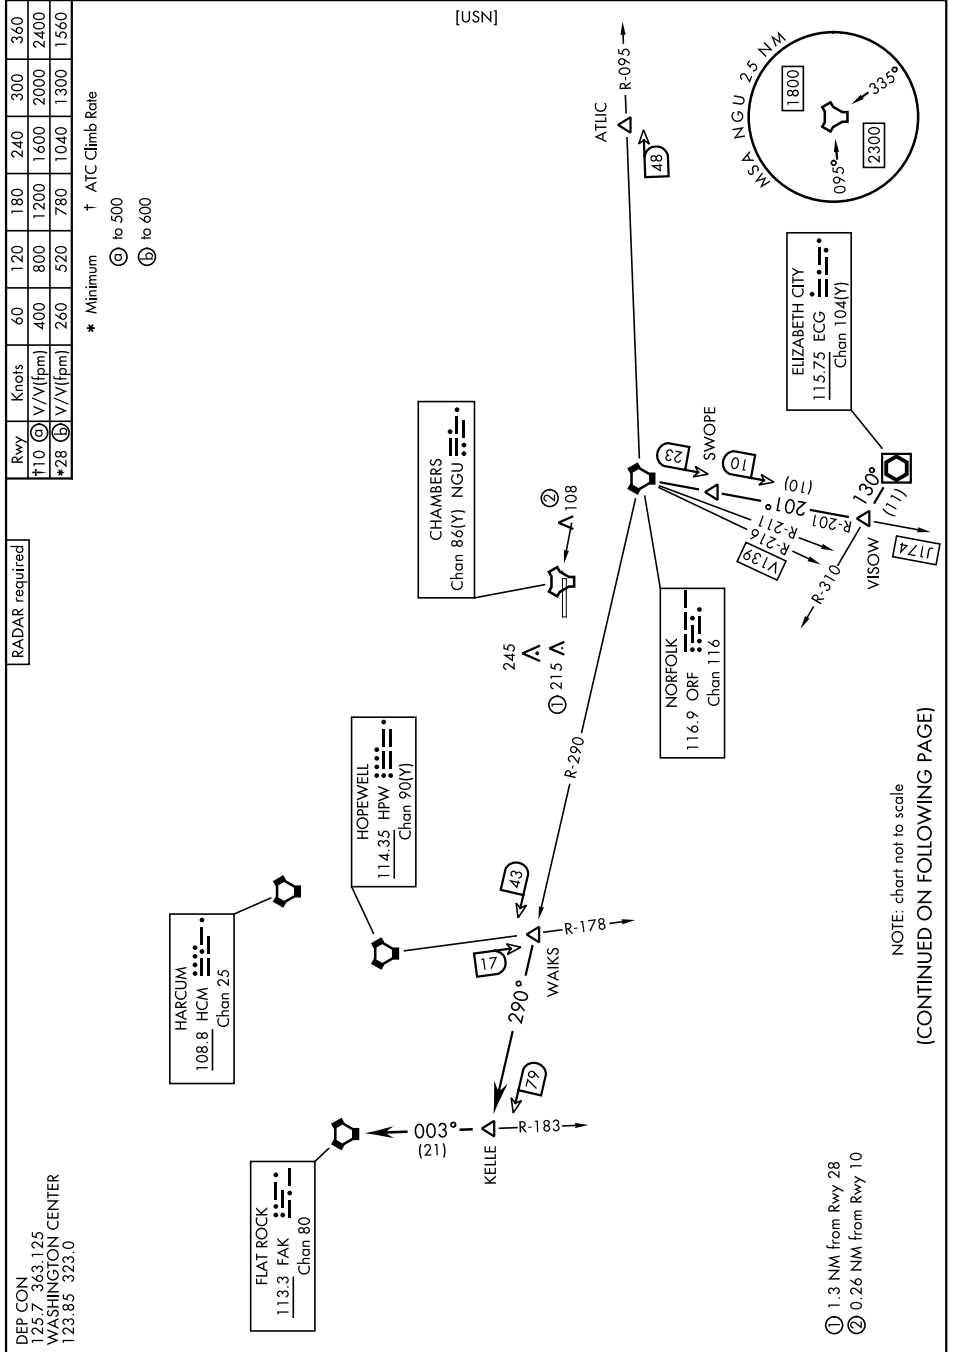 DEP CON
125.7 363.125
WASHINGTON CENTER
123.85 323.0
RADAR required
Rwy Knots 60 120 180 240 300 360
†10 ⓐ V/V(fpm) 400 800 1200 1600 2000 2400
*28 ⓑ V/V(fpm) 260 520 780 1040 1300 1560
* Minimum † ATC Climb Rate
ⓐ to 500
ⓑ to 600
HARCUM
108.8 HCM
Chan 25
FLAT ROCK
113.3 FAK
Chan 80
HOPEWELL
114.35 HPW
Chan 90(Y)
CHAMBERS
Chan 86(Y) NGU
[USN]
003°
(21)
KELLE
R-183
79
290°
17
43
WAIKS
R-178
R-290
245
① 215
② 108
ATLIC
R-095
48
NORFOLK
116.9 ORF
Chan 116
23
SWOPE
10
201°
(10)
R-201
R-211
R-216
V139
VISOW
J174
R-310
130°
(11)
ELIZABETH CITY
115.75 ECG
Chan 104(Y)
MSA NGU 25 NM
1800
335°
095°
2300
① 1.3 NM from Rwy 28
② 0.26 NM from Rwy 10
NOTE: chart not to scale
(CONTINUED ON FOLLOWING PAGE)